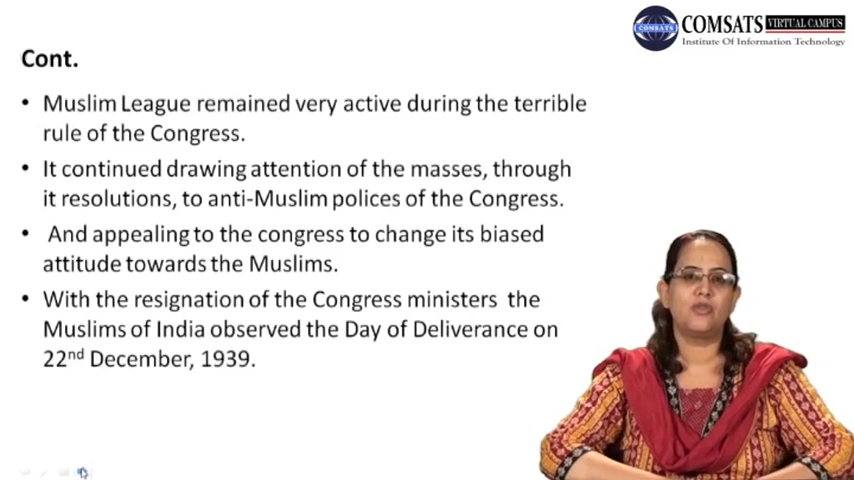 COMSATS VIRTUAL CAMPUS
COMSATS
Institute Of Information Technology
Cont.
• Muslim League remained very active during the terrible
rule of the Congress.
• It continued drawing attention of the masses, through
it resolutions, to anti-Muslim polices of the Congress.
• And appealing to the congress to change its biased
attitude towards the Muslims.
• With the resignation of the Congress ministers the
Muslims of India observed the Day of Deliverance on
22nd December, 1939.